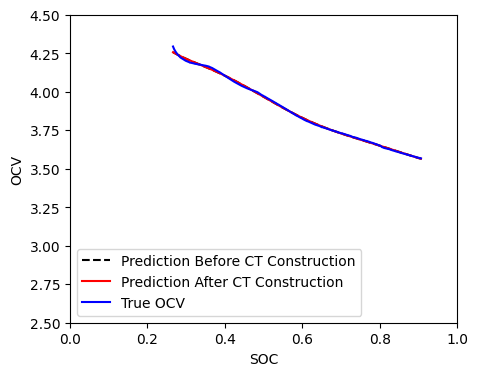 4.50
4.25
4.00
3.75
3.50
3.25
3.00
2.75
2.50
OCV
Prediction Before CT Construction
Prediction After CT Construction
True OCV
0.0 0.2 0.4 0.6 0.8 1.0
SOC